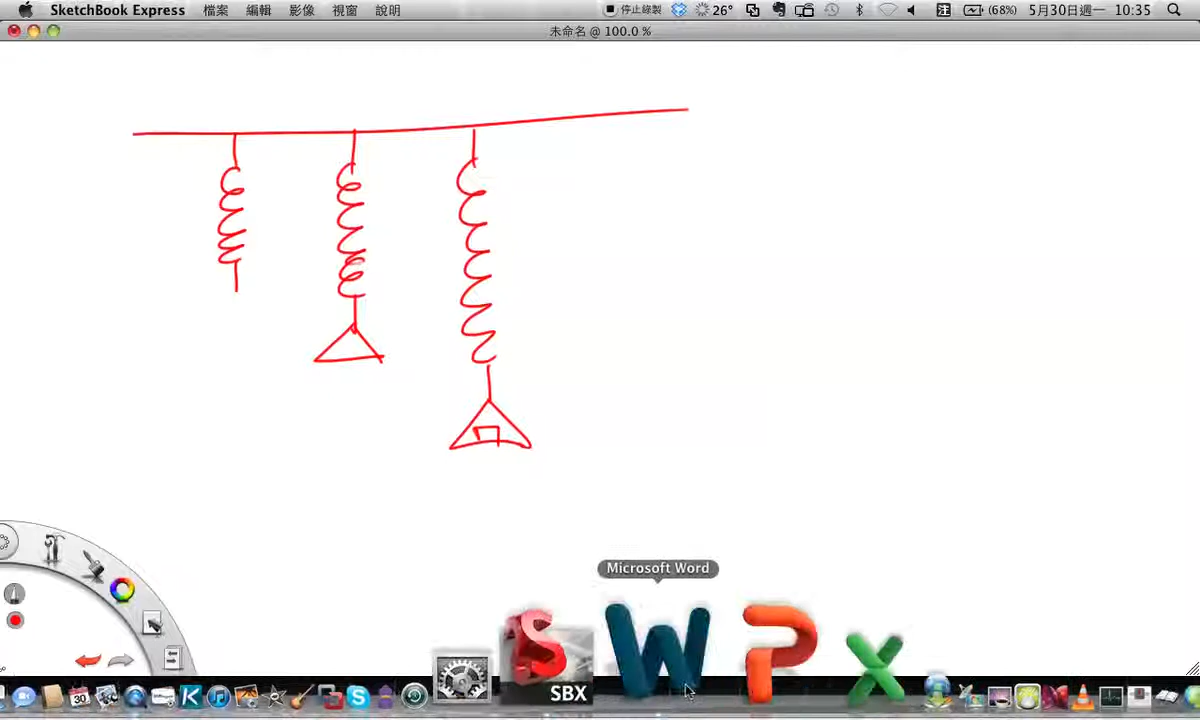 SketchBook Express 檔案 編輯 影像 視窗 說明 停止錄製 26° 注 (68%) 5月30日週一 10:35
未命名 @ 100.0 %
Microsoft Word
SBX